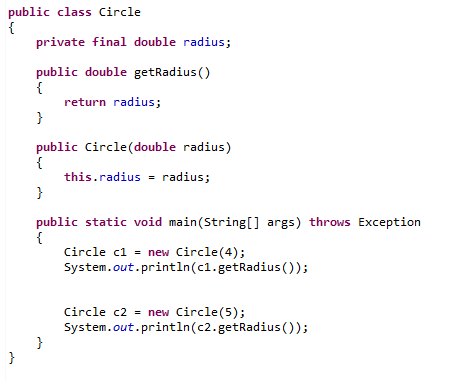 public class Circle
{
    private final double radius;

    public double getRadius()
    {
        return radius;
    }

    public Circle(double radius)
    {
        this.radius = radius;
    }

    public static void main(String[] args) throws Exception
    {
        Circle c1 = new Circle(4);
        System.out.println(c1.getRadius());


        Circle c2 = new Circle(5);
        System.out.println(c2.getRadius());
    }
}